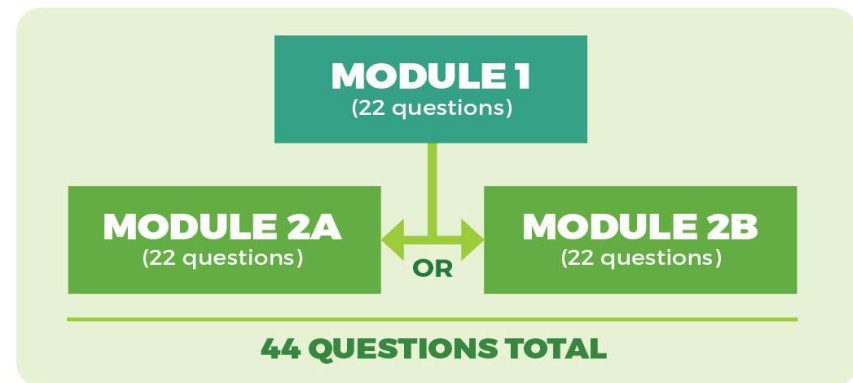 MODULE 1
(22 questions)
MODULE 2A
(22 questions)
OR
MODULE 2B
(22 questions)
44 QUESTIONS TOTAL